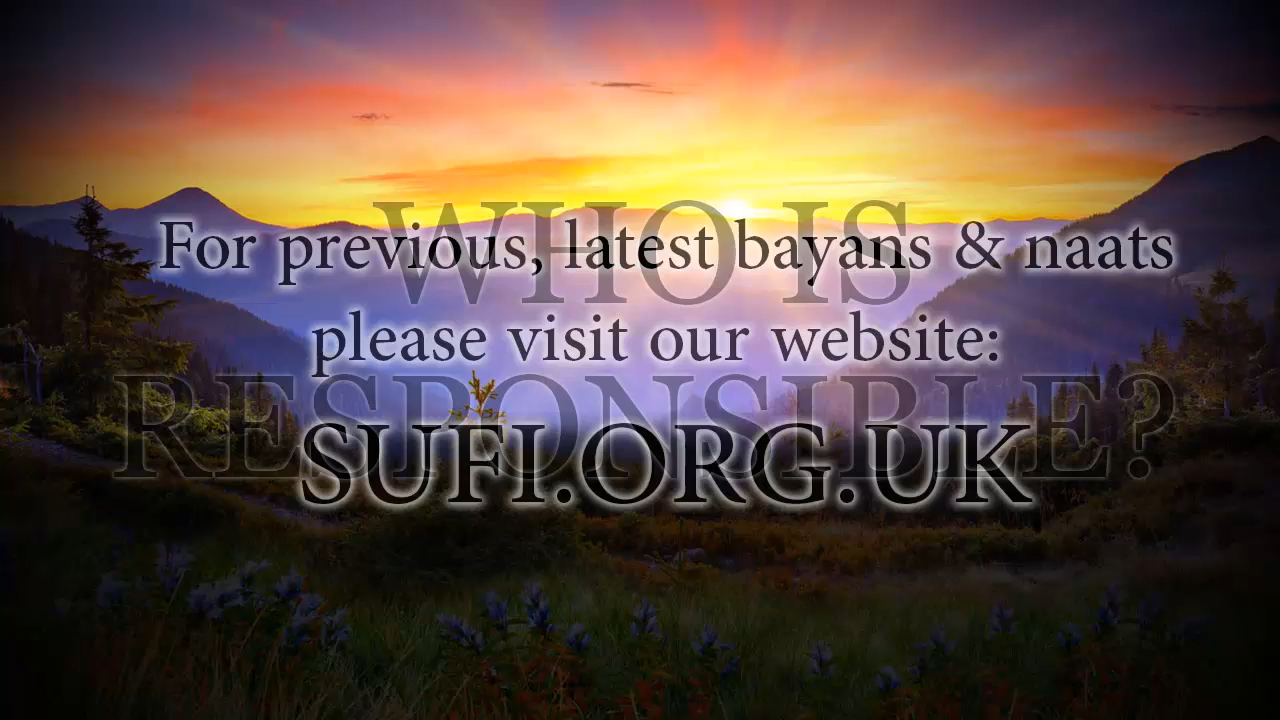 WHO IS
For previous, latest bayans & naats
please visit our website:
RESPONSIBLE?
SUFI.ORG.UK